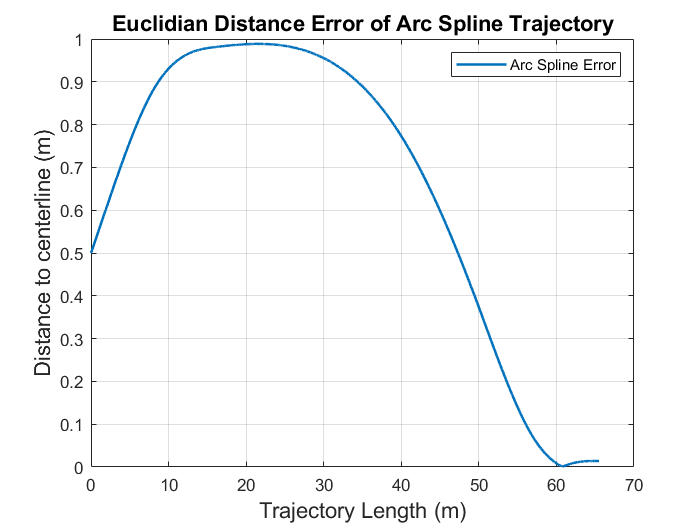 Euclidian Distance Error of Arc Spline Trajectory
Arc Spline Error
Distance to centerline (m)
1
0.9
0.8
0.7
0.6
0.5
0.4
0.3
0.2
0.1
0
0 10 20 30 40 50 60 70
Trajectory Length (m)